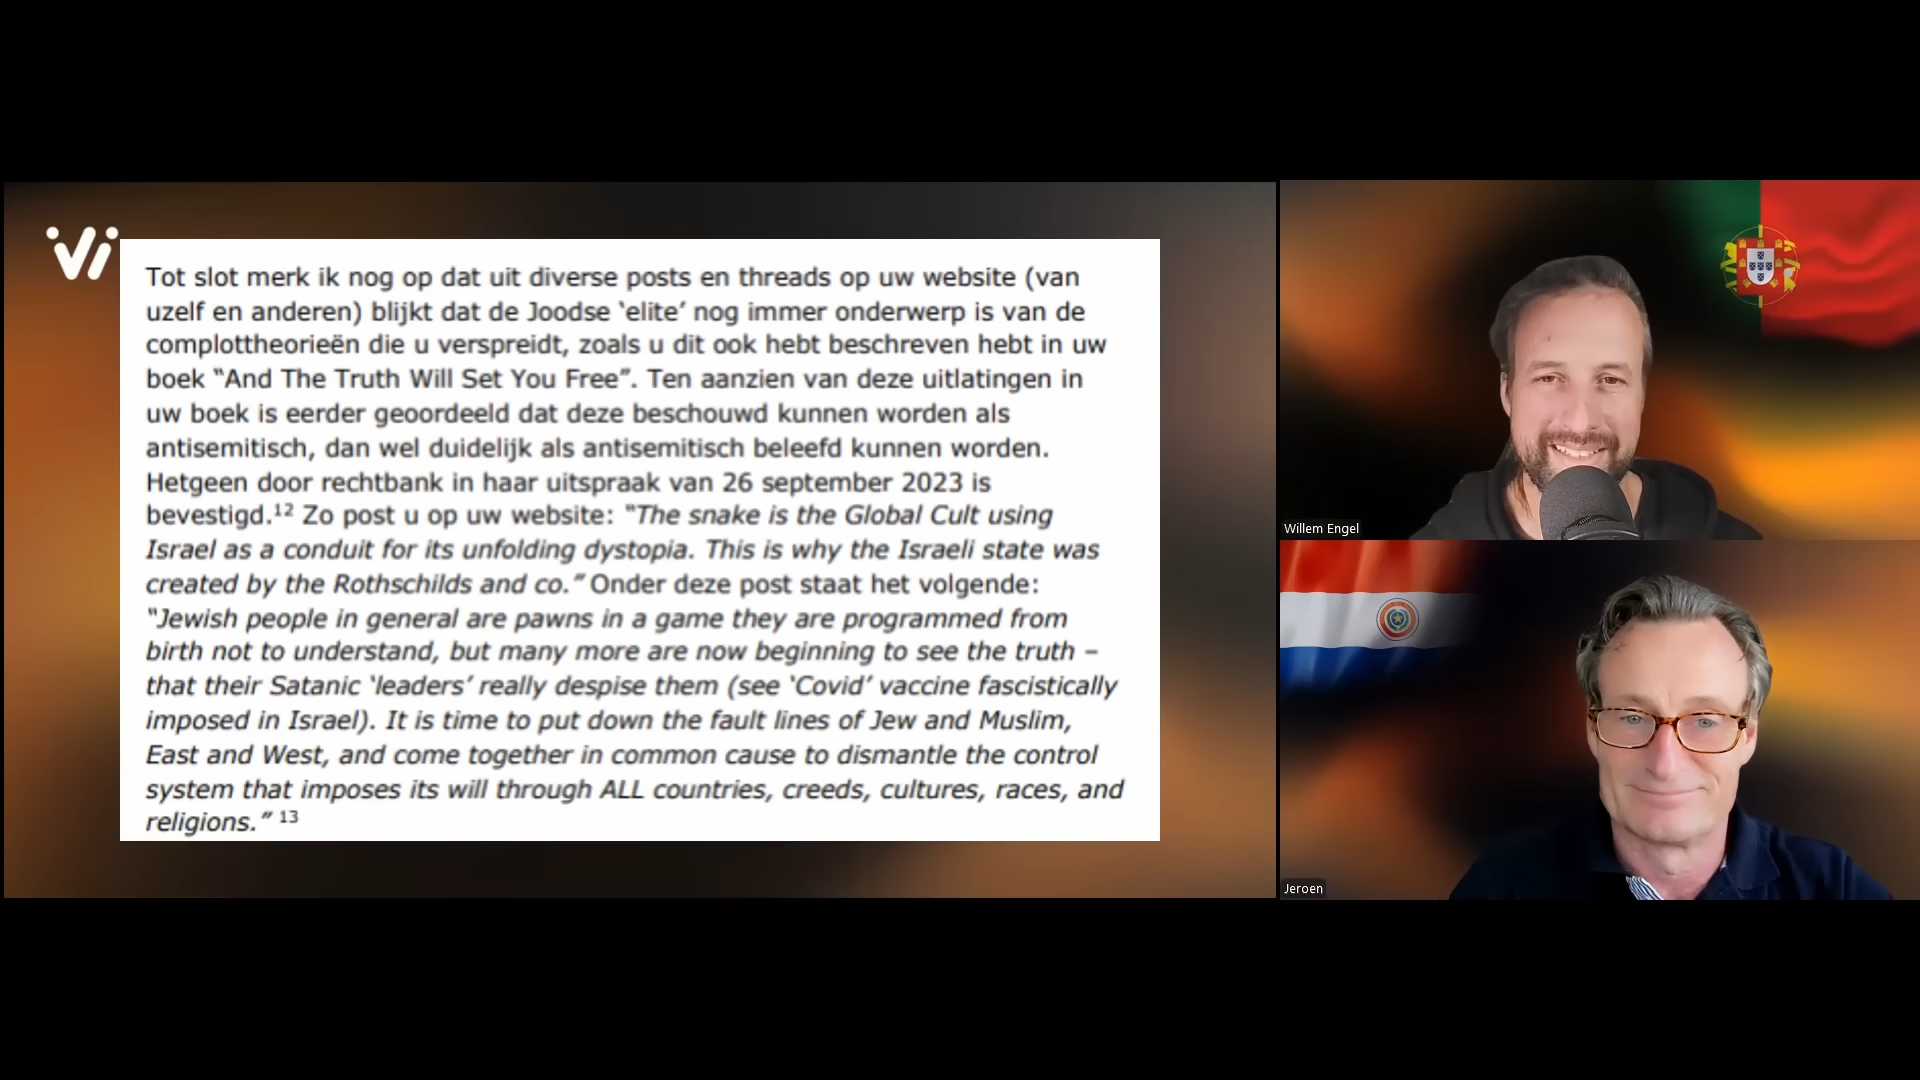 Vi
Tot slot merk ik nog op dat uit diverse posts en threads op uw website (van
uzelf en anderen) blijkt dat de Joodse ‘elite’ nog immer onderwerp is van de
complottheorieën die u verspreidt, zoals u dit ook hebt beschreven hebt in uw
boek “And The Truth Will Set You Free”. Ten aanzien van deze uitlatingen in
uw boek is eerder geoordeeld dat deze beschouwd kunnen worden als
antisemitisch, dan wel duidelijk als antisemitisch beleefd kunnen worden.
Hetgeen door rechtbank in haar uitspraak van 26 september 2023 is
bevestigd.¹² Zo post u op uw website: “The snake is the Global Cult using
Israel as a conduit for its unfolding dystopia. This is why the Israeli state was
created by the Rothschilds and co.” Onder deze post staat het volgende:
“Jewish people in general are pawns in a game they are programmed from
birth not to understand, but many more are now beginning to see the truth –
that their Satanic ‘leaders’ really despise them (see ‘Covid’ vaccine fascistically
imposed in Israel). It is time to put down the fault lines of Jew and Muslim,
East and West, and come together in common cause to dismantle the control
system that imposes its will through ALL countries, creeds, cultures, races, and
religions.” ¹³
Willem Engel
Jeroen